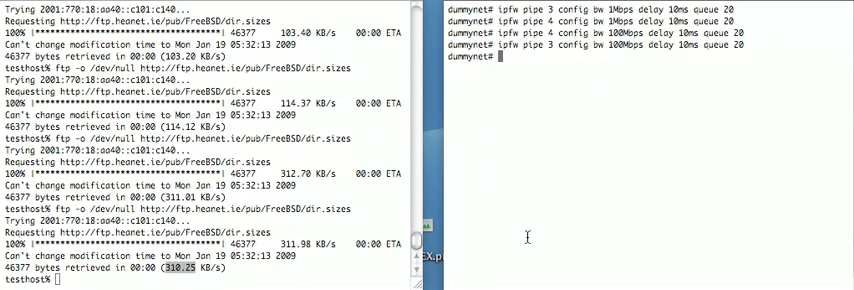 Trying 2001:770:18:aa40::c101:c140...
Requesting http://ftp.heanet.ie/pub/FreeBSD/dir.sizes
100% |*************************************| 46377 103.40 KB/s 00:00 ETA
Can't change modification time to Mon Jan 19 05:32:13 2009
46377 bytes retrieved in 00:00 (103.20 KB/s)
testhost% ftp -o /dev/null http://ftp.heanet.ie/pub/FreeBSD/dir.sizes
Trying 2001:770:18:aa40::c101:c140...
Requesting http://ftp.heanet.ie/pub/FreeBSD/dir.sizes
100% |*************************************| 46377 114.37 KB/s 00:00 ETA
Can't change modification time to Mon Jan 19 05:32:13 2009
46377 bytes retrieved in 00:00 (114.12 KB/s)
testhost% ftp -o /dev/null http://ftp.heanet.ie/pub/FreeBSD/dir.sizes
Trying 2001:770:18:aa40::c101:c140...
Requesting http://ftp.heanet.ie/pub/FreeBSD/dir.sizes
100% |*************************************| 46377 312.70 KB/s 00:00 ETA
Can't change modification time to Mon Jan 19 05:32:13 2009
46377 bytes retrieved in 00:00 (311.01 KB/s)
testhost% ftp -o /dev/null http://ftp.heanet.ie/pub/FreeBSD/dir.sizes
Trying 2001:770:18:aa40::c101:c140...
Requesting http://ftp.heanet.ie/pub/FreeBSD/dir.sizes
100% |*************************************| 46377 311.98 KB/s 00:00 ETA
Can't change modification time to Mon Jan 19 05:32:13 2009
46377 bytes retrieved in 00:00 (310.25 KB/s)
testhost%
EX.p
dummynet# ipfw pipe 3 config bw 1Mbps delay 10ms queue 20
dummynet# ipfw pipe 4 config bw 1Mbps delay 10ms queue 20
dummynet# ipfw pipe 4 config bw 100Mbps delay 10ms queue 20
dummynet# ipfw pipe 3 config bw 100Mbps delay 10ms queue 20
dummynet#